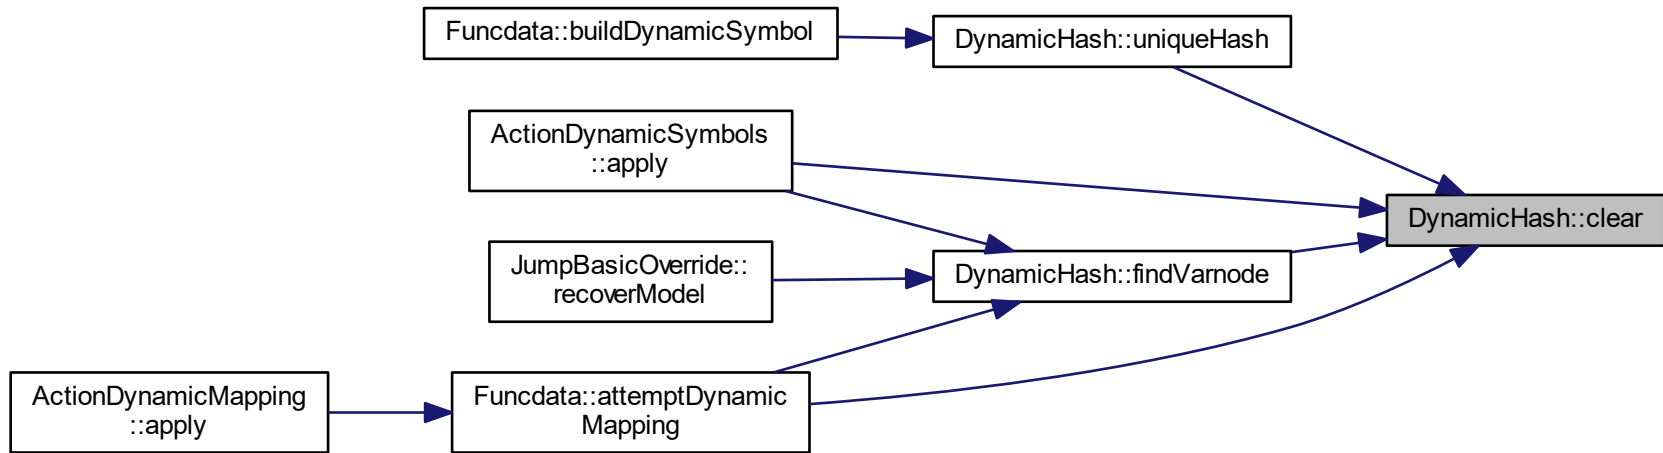 Funcdata::buildDynamicSymbol
DynamicHash::uniqueHash
ActionDynamicSymbols
::apply
DynamicHash::clear
JumpBasicOverride::
recoverModel
DynamicHash::findVarnode
ActionDynamicMapping
::apply
Funcdata::attemptDynamic
Mapping